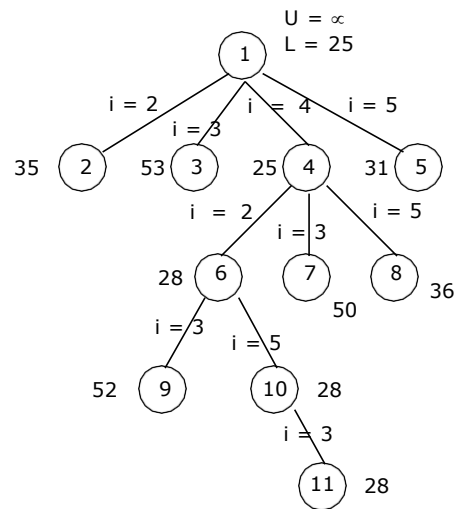 U = ∝
L = 25
1
i = 2
i = 3
i = 4
i = 5
35
2
53
3
25
4
31
5
i = 2
i = 3
i = 5
28
6
7
50
8
36
i = 3
i = 5
52
9
10
28
i = 3
11
28